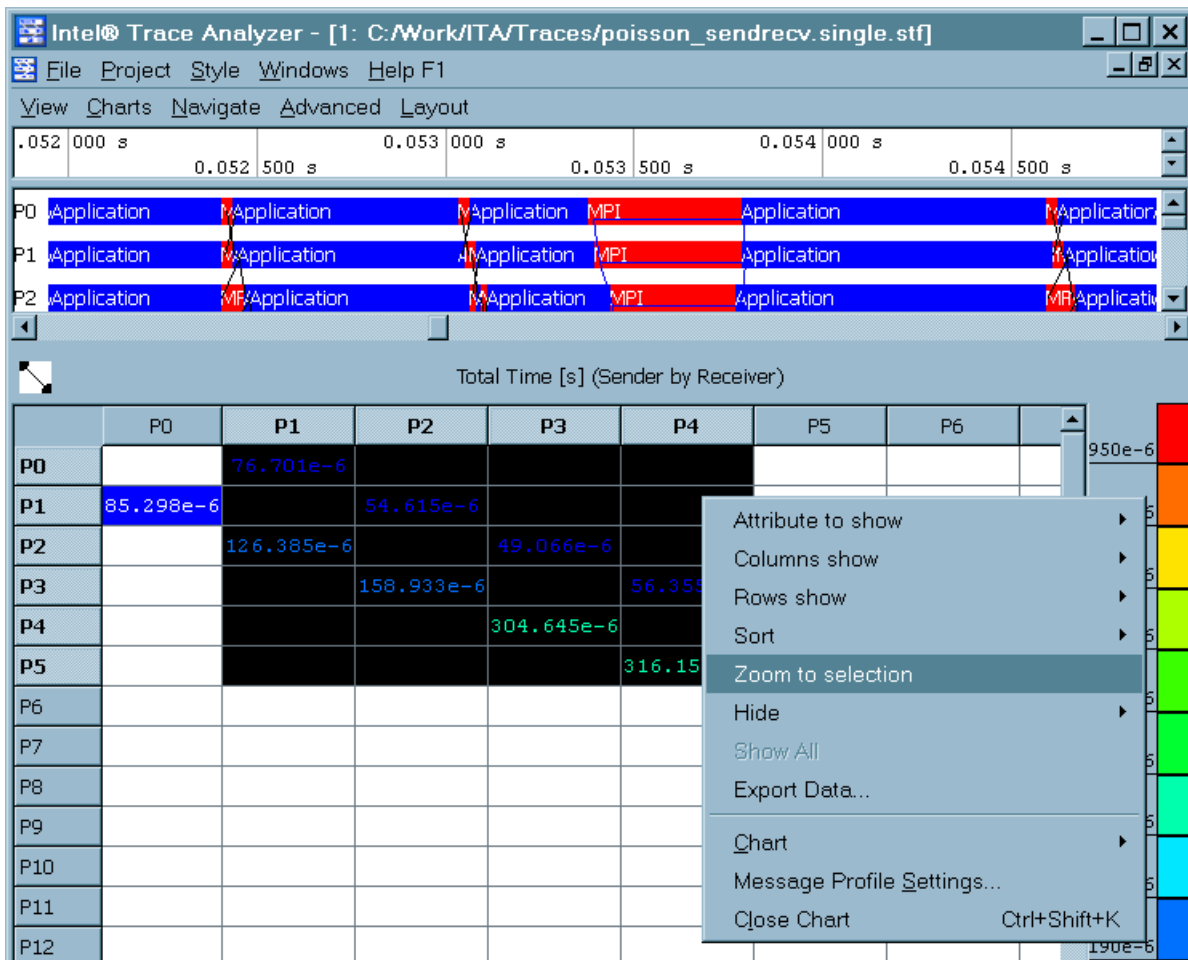 Intel® Trace Analyzer - [1: C:/Work/ITA/Traces/poisson_sendrecv.single.stf]
File Project Style Windows Help F1
View Charts Navigate Advanced Layout
.052 000 s 0.053 000 s 0.054 000 s
0.052 500 s 0.053 500 s 0.054 500 s
P0 Application Application Application MPI Application Application
P1 Application Application Application MPI Application Application
P2 Application Application Application MPI Application
Total Time [s] (Sender by Receiver)
P0 P1 P2 P3 P4 P5 P6
950e-6
P0 76.701e-6
P1 85.298e-6 54.615e-6
P2 126.385e-6 49.066e-6
P3 158.933e-6 56.355
P4 304.645e-6
P5 316.15
P6
P7
P8
P9
P10
P11
P12
Attribute to show
Columns show
Rows show
Sort
Zoom to selection
Hide
Show All
Export Data...
Chart
Message Profile Settings...
Close Chart Ctrl+Shift+K
190e-6